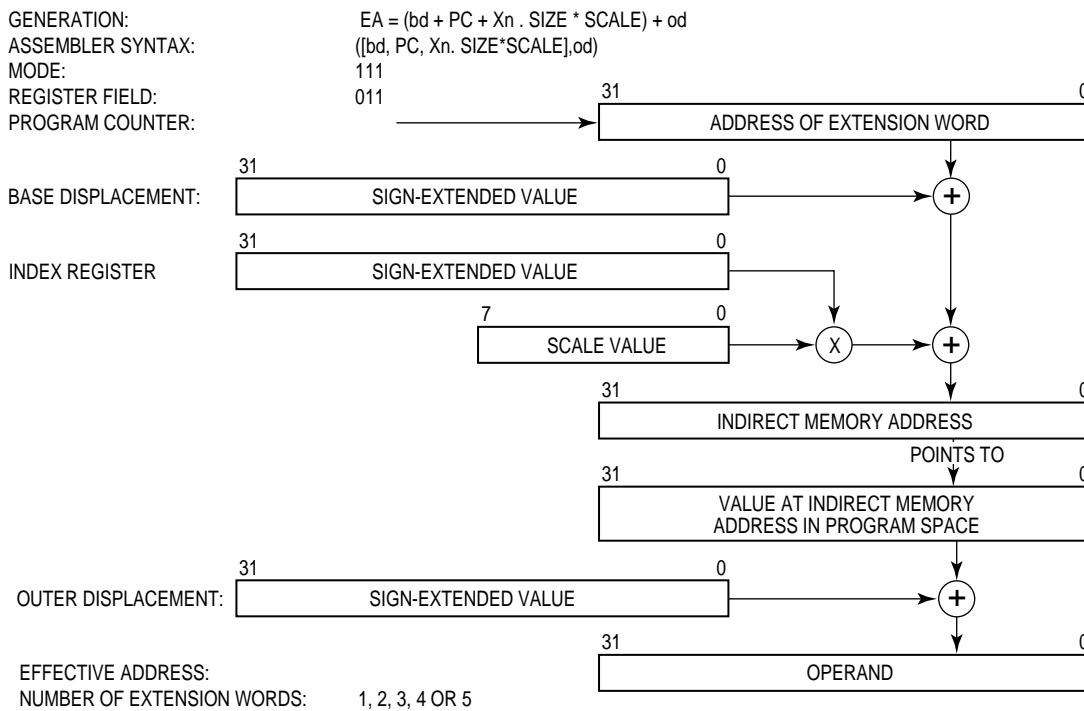 GENERATION: EA = (bd + PC + Xn . SIZE * SCALE) + od
ASSEMBLER SYNTAX: ([bd, PC, Xn. SIZE*SCALE],od)
MODE: 111
REGISTER FIELD: 011
31 0
PROGRAM COUNTER: ADDRESS OF EXTENSION WORD
31 0
BASE DISPLACEMENT: SIGN-EXTENDED VALUE +
31 0
INDEX REGISTER SIGN-EXTENDED VALUE
7 0
SCALE VALUE X +
31 0
INDIRECT MEMORY ADDRESS
POINTS TO
31 0
VALUE AT INDIRECT MEMORY
ADDRESS IN PROGRAM SPACE
31 0
OUTER DISPLACEMENT: SIGN-EXTENDED VALUE +
31 0
EFFECTIVE ADDRESS: OPERAND
NUMBER OF EXTENSION WORDS: 1, 2, 3, 4 OR 5